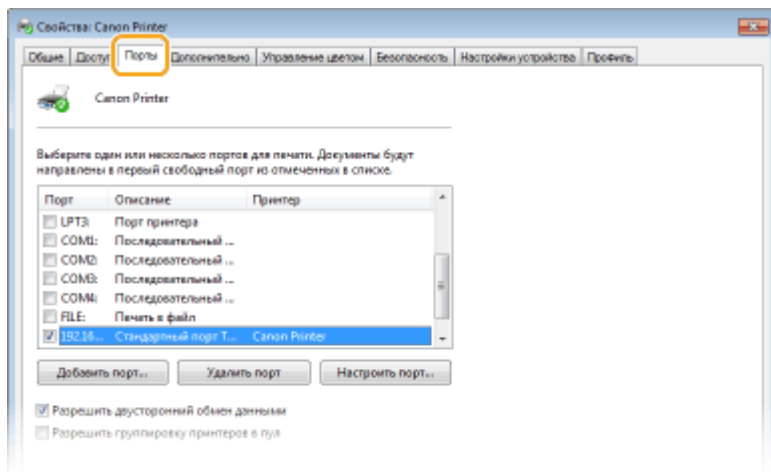 Свойства: Canon Printer
Общие Доступ Порты Дополнительно Управление цветом Безопасность Настройки устройства Профиль
Canon Printer
Выберите один или несколько портов для печати. Документы будут
направлены в первый свободный порт из отмеченных в списке.
Порт Описание Принтер
LPT3: Порт принтера
COM1: Последовательный ...
COM2: Последовательный ...
COM3: Последовательный ...
COM4: Последовательный ...
FILE: Печать в файл
192.16... Стандартный порт T... Canon Printer
Добавить порт... Удалить порт Настроить порт...
Разрешить двусторонний обмен данными
Разрешить группировку принтеров в пул